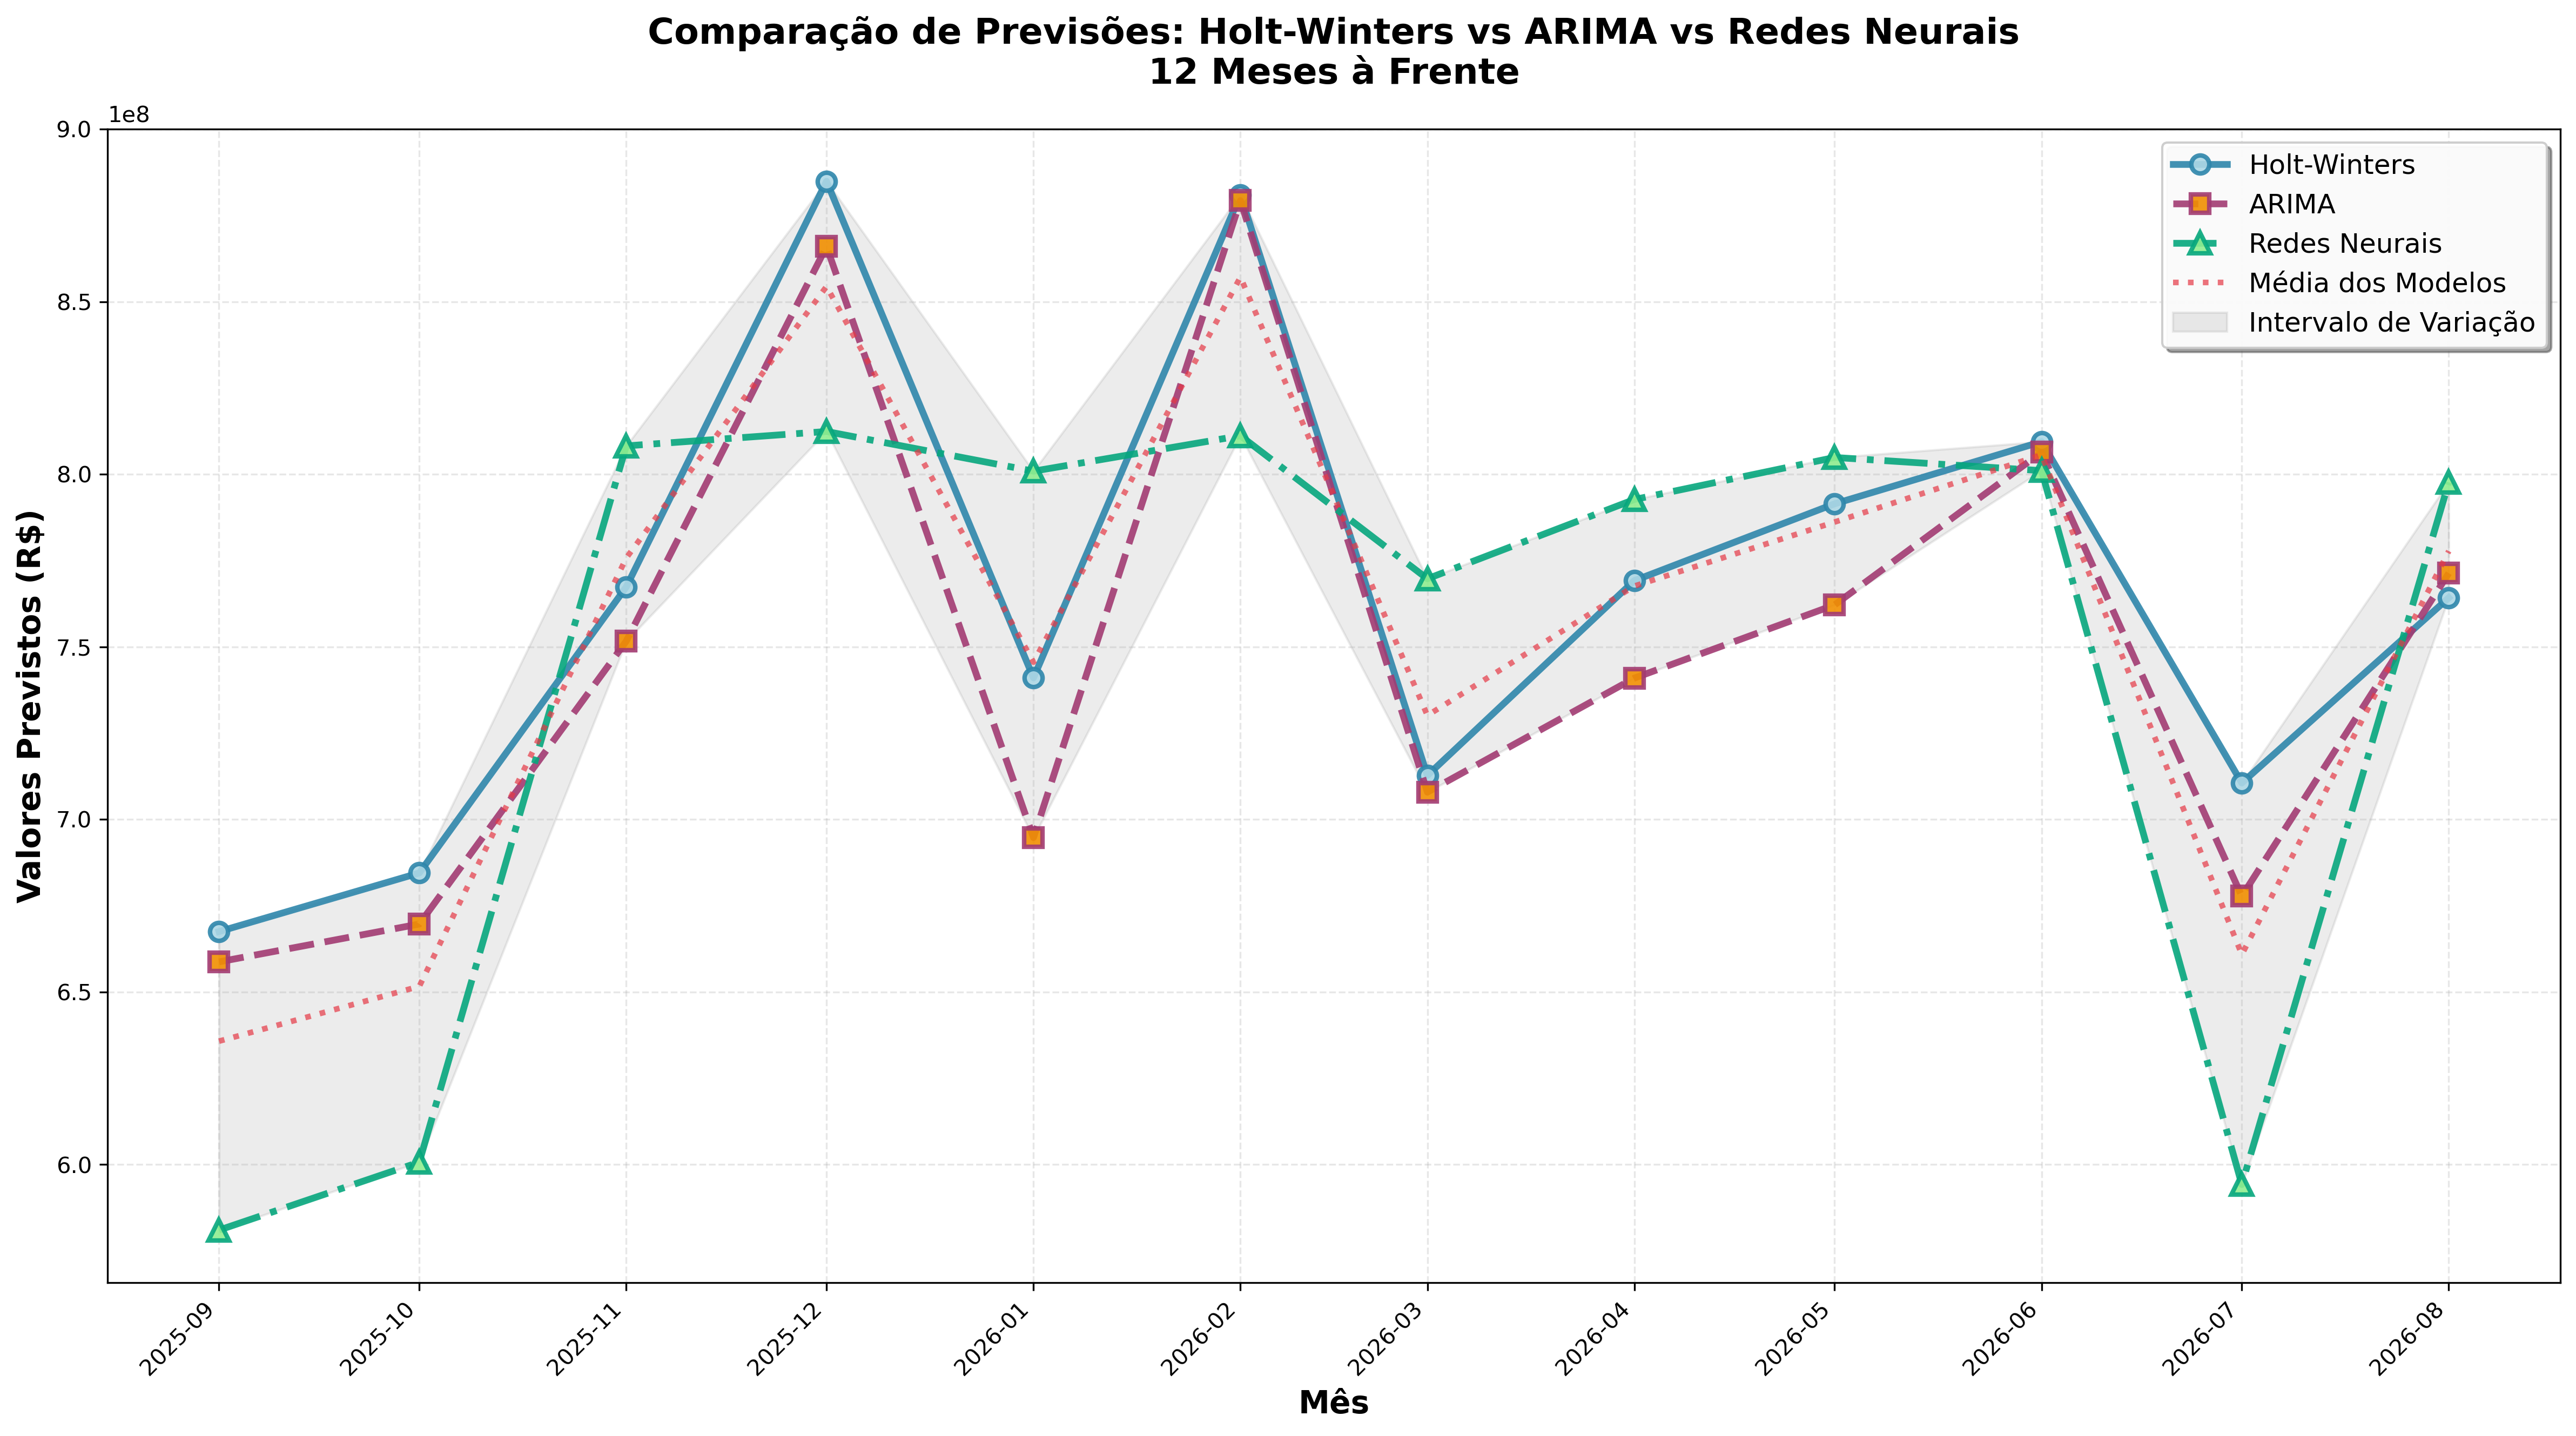 Comparação de Previsões: Holt-Winters vs ARIMA vs Redes Neurais
12 Meses à Frente
1e8
9.0
8.5
8.0
7.5
7.0
6.5
6.0
Valores Previstos (R$)
Holt-Winters
ARIMA
Redes Neurais
Média dos Modelos
Intervalo de Variação
2025-09
2025-10
2025-11
2025-12
2026-01
2026-02
2026-03
2026-04
2026-05
2026-06
2026-07
2026-08
Mês